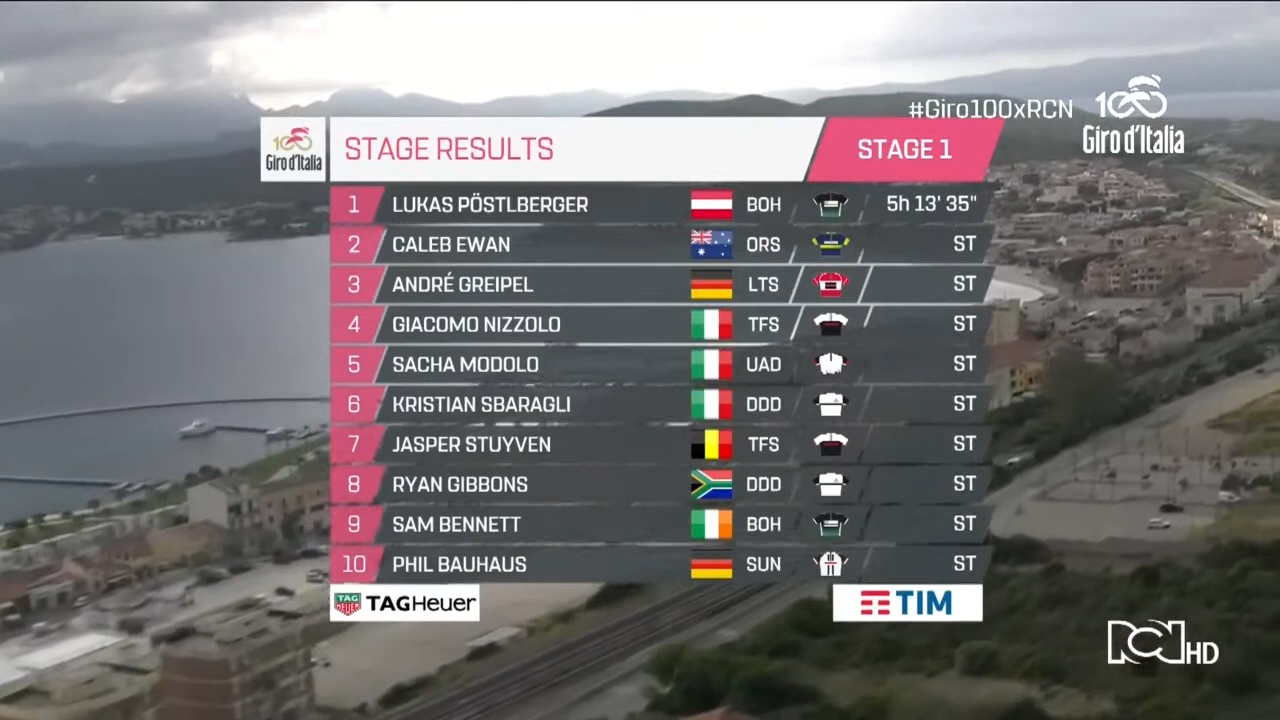 #Giro100xRCN
100
Giro d'Italia
100
Giro d'Italia
STAGE RESULTS STAGE 1
1 LUKAS PÖSTLBERGER BOH 5h 13' 35"
2 CALEB EWAN ORS ST
3 ANDRÉ GREIPEL LTS ST
4 GIACOMO NIZZOLO TFS ST
5 SACHA MODOLO UAD ST
6 KRISTIAN SBARAGLI DDD ST
7 JASPER STUYVEN TFS ST
8 RYAN GIBBONS DDD ST
9 SAM BENNETT BOH ST
10 PHIL BAUHAUS SUN ST
TAG HEUER TAGHeuer TIM
RCN HD